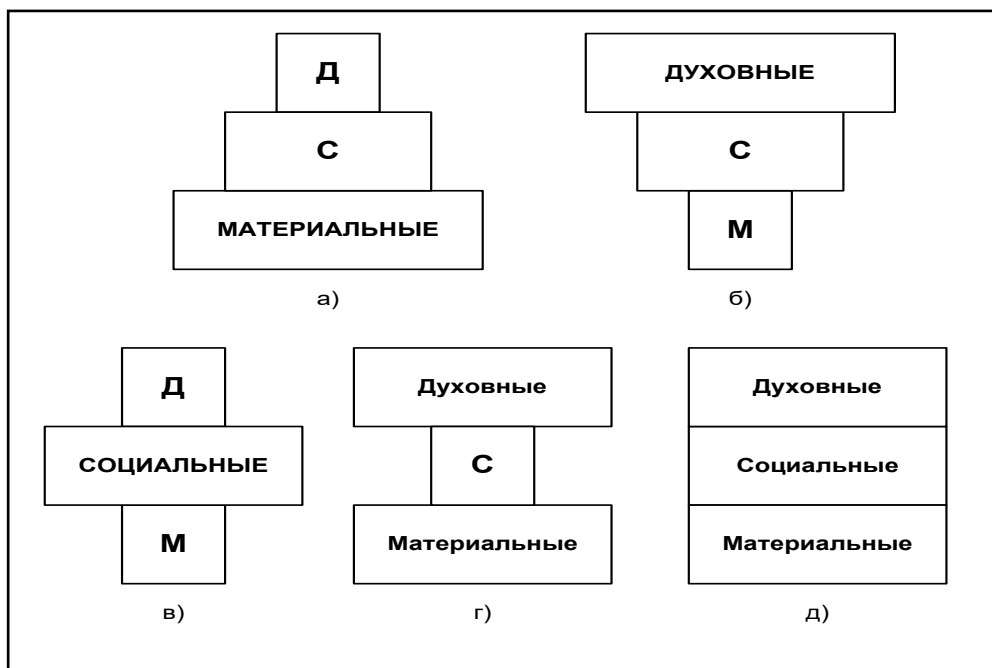 Д
С
МАТЕРИАЛЬНЫЕ
а)
ДУХОВНЫЕ
С
М
б)
Д
СОЦИАЛЬНЫЕ
М
в)
Духовные
С
Материальные
г)
Духовные
Социальные
Материальные
д)